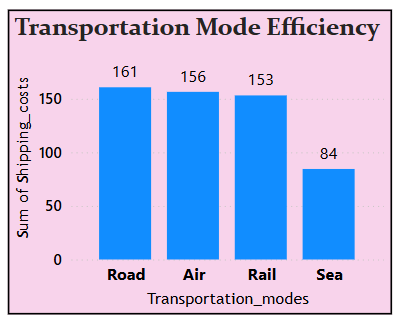 Transportation Mode Efficiency
Sum of Shipping_costs
150
100
50
0
161
156
153
84
Road
Air
Rail
Sea
Transportation_modes